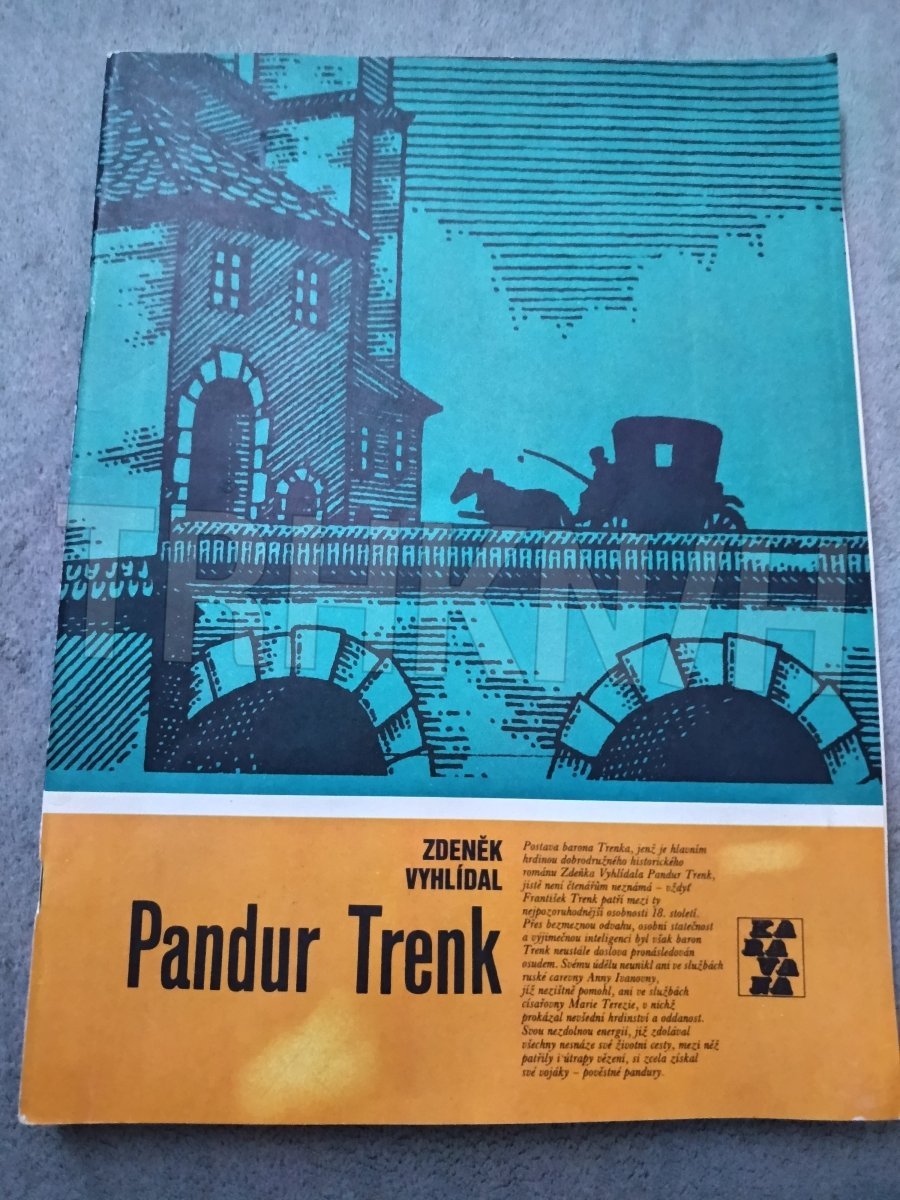 TRHKNIH
ZDENĚK
VYHLÍDAL
Pandur Trenk
Postava barona Trenka, jenž je hlavním
hrdinou dobrodružného historického
románu Zdeňka Vyhlídala Pandur Trenk,
jistě není čtenářům neznámá – vždyť
František Trenk patří mezi ty
nejpozoruhodnější osobnosti 18. století.
Přes bezmeznou odvahu, osobní statečnost
a výjimečnou inteligenci byl však baron
Trenk neustále doslova pronásledován
osudem. Svému údělu neunikl ani ve službách
ruské carevny Anny Ivanovny,
jíž nezištně pomohl, ani ve službách
císařovny Marie Terezie, v nichž
prokázal nevšední hrdinství a oddanost.
Svou nezdolnou energií, jíž zdolával
všechny nesnáze své životní cesty, mezi něž
patřily i útrapy vězení, si zcela získal
své vojáky – pověstné pandury.
KA
RA
VA
NA